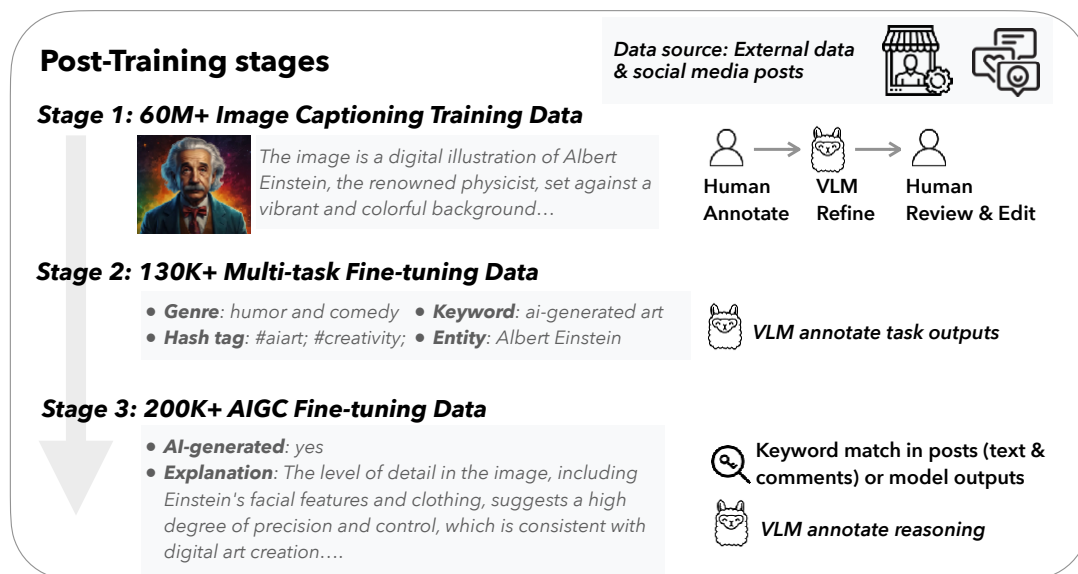 Post-Training stages
Data source: External data
& social media posts
Stage 1: 60M+ Image Captioning Training Data
The image is a digital illustration of Albert
Einstein, the renowned physicist, set against a
vibrant and colorful background…
Human
Annotate
VLM
Refine
Human
Review & Edit
Stage 2: 130K+ Multi-task Fine-tuning Data
• Genre: humor and comedy • Keyword: ai-generated art
• Hash tag: #aiart; #creativity; • Entity: Albert Einstein
VLM annotate task outputs
Stage 3: 200K+ AIGC Fine-tuning Data
• AI-generated: yes
• Explanation: The level of detail in the image, including
Einstein's facial features and clothing, suggests a high
degree of precision and control, which is consistent with
digital art creation….
Keyword match in posts (text &
comments) or model outputs
VLM annotate reasoning